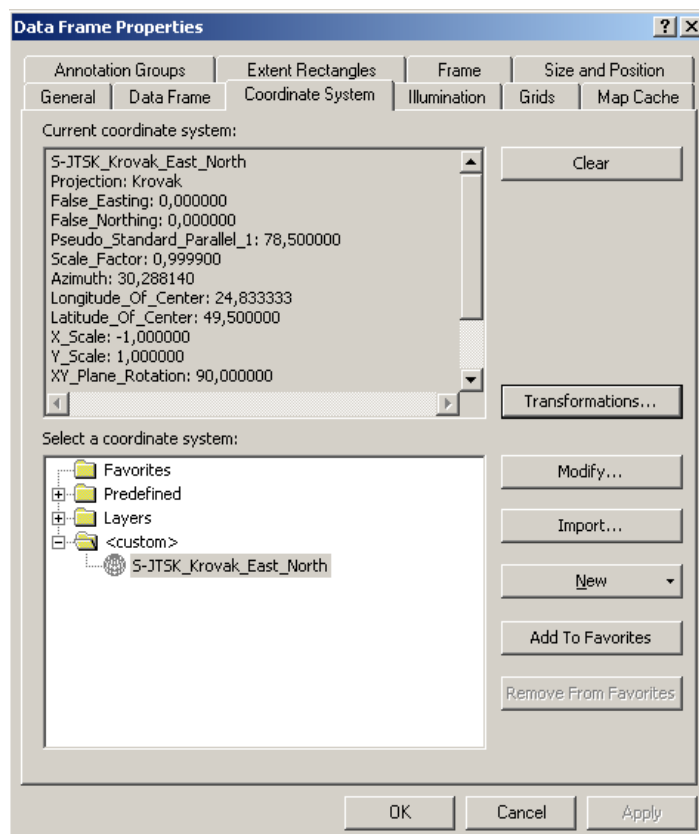 Data Frame Properties
Annotation Groups
Extent Rectangles
Frame
Size and Position
General
Data Frame
Coordinate System
Illumination
Grids
Map Cache
Current coordinate system:
S-JTSK_Krovak_East_North
Projection: Krovak
False_Easting: 0,000000
False_Northing: 0,000000
Pseudo_Standard_Parallel_1: 78,500000
Scale_Factor: 0,999900
Azimuth: 30,288140
Longitude_Of_Center: 24,833333
Latitude_Of_Center: 49,500000
X_Scale: -1,000000
Y_Scale: 1,000000
XY_Plane_Rotation: 90,000000
Clear
Transformations...
Select a coordinate system:
Favorites
Predefined
Layers
<custom>
S-JTSK_Krovak_East_North
Modify...
Import...
New
Add To Favorites
Remove From Favorites
OK
Cancel
Apply